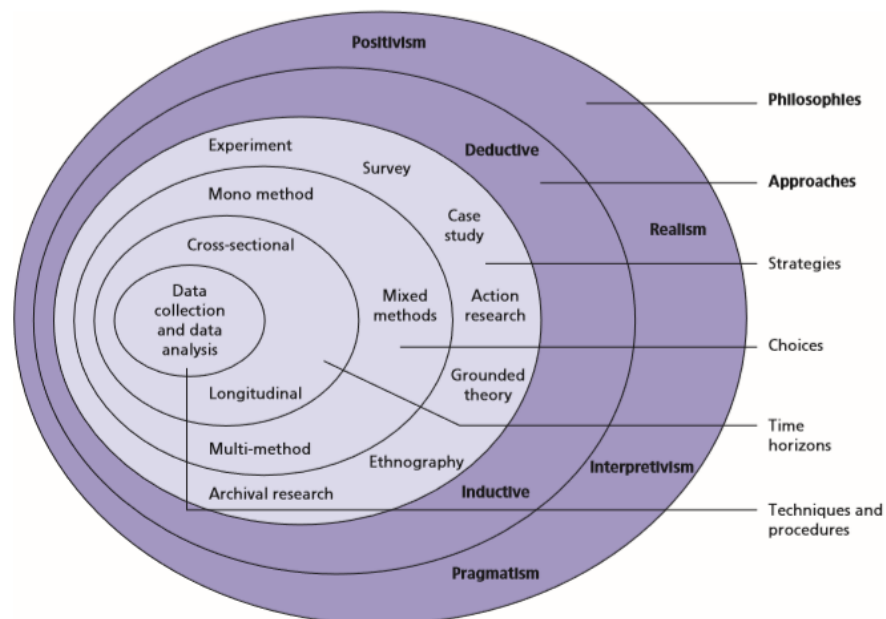 Positivism
Philosophies
Experiment
Deductive
Survey
Approaches
Mono method
Case
study
Realism
Cross-sectional
Strategies
Data
collection
and data
analysis
Mixed
methods
Action
research
Choices
Grounded
theory
Longitudinal
Time
horizons
Multi-method
Ethnography
Interpretivism
Archival research
Inductive
Techniques and
procedures
Pragmatism